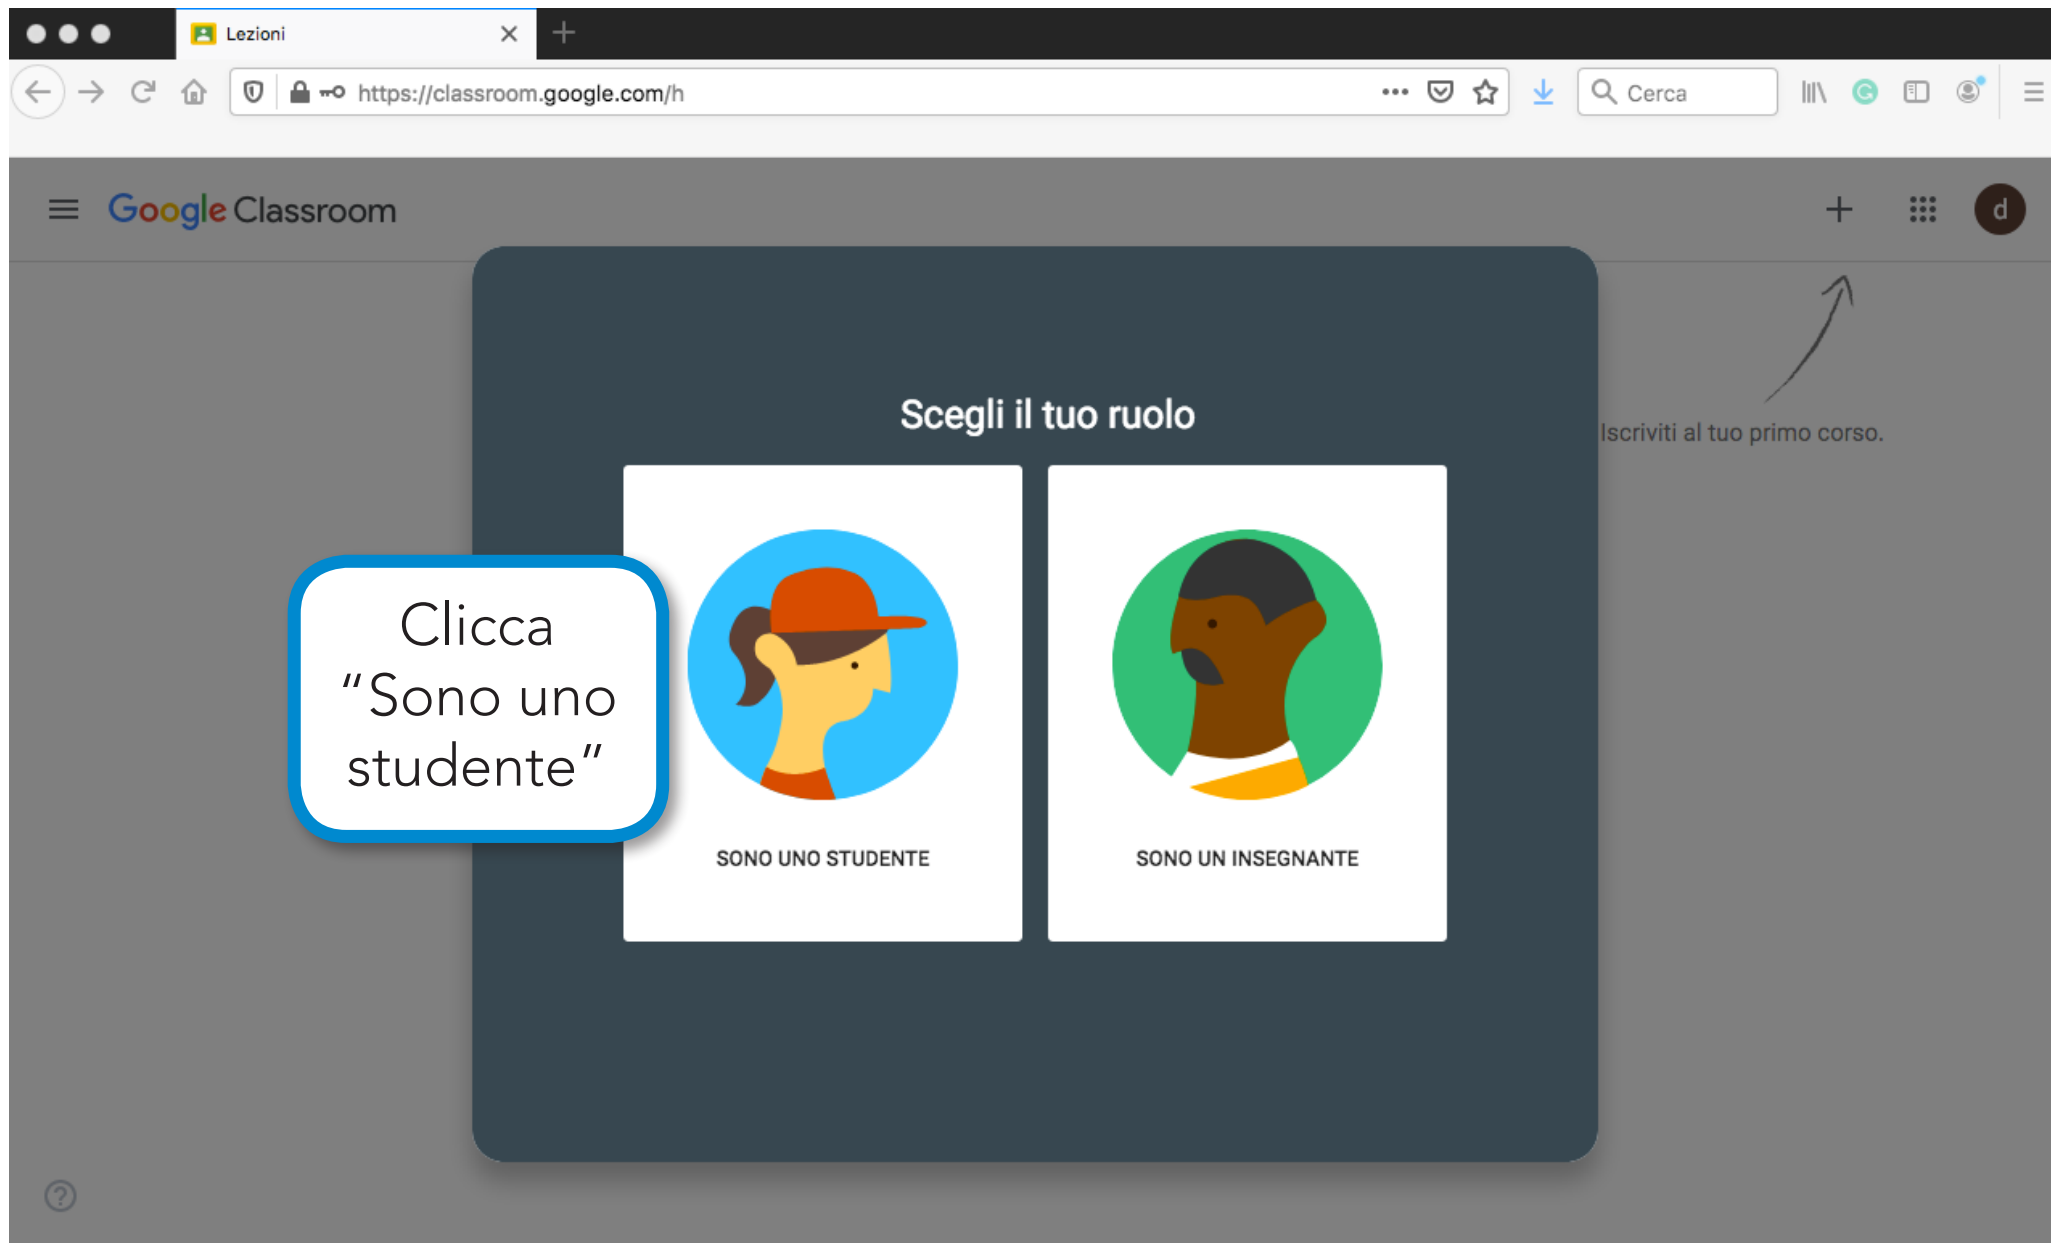 Lezioni
https://classroom.google.com/h
Cerca
Google Classroom
d
Scegli il tuo ruolo
Iscriviti al tuo primo corso.
Clicca
“Sono uno
studente”
SONO UNO STUDENTE
SONO UN INSEGNANTE